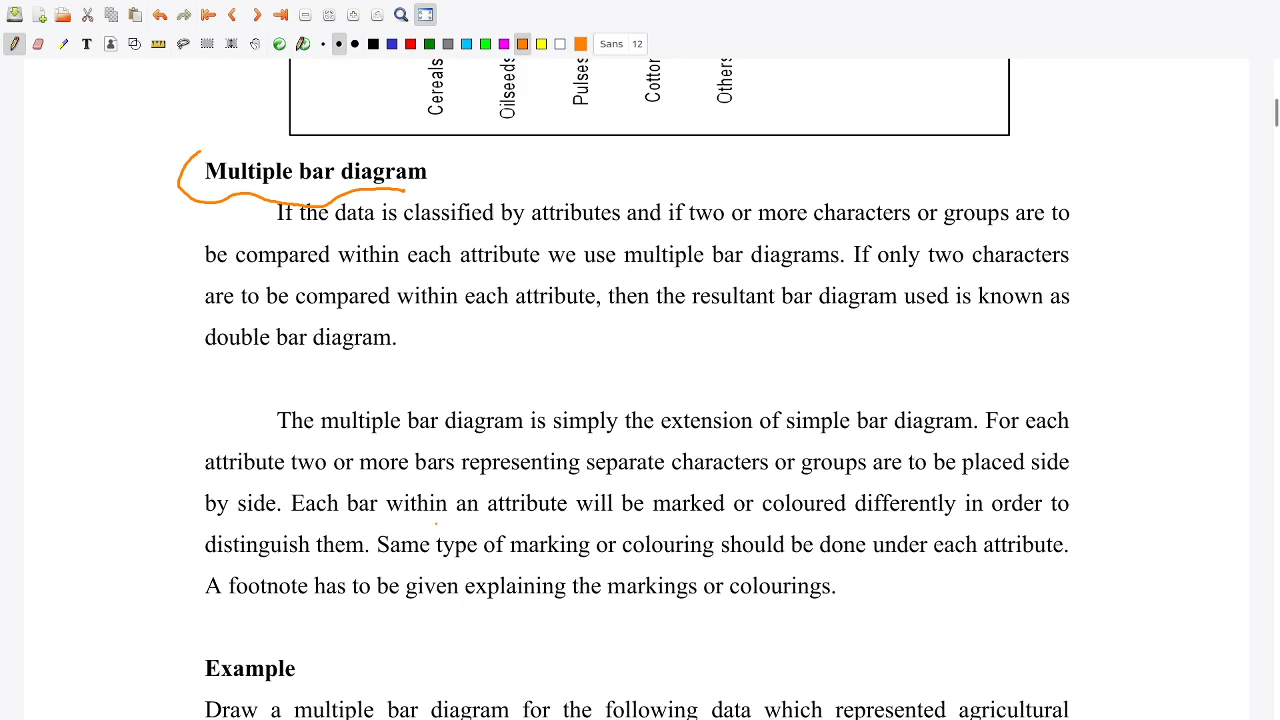 T
Sans 12
Cereals
Oilseeds
Pulses
Cotton
Others
Multiple bar diagram
If the data is classified by attributes and if two or more characters or groups are to
be compared within each attribute we use multiple bar diagrams. If only two characters
are to be compared within each attribute, then the resultant bar diagram used is known as
double bar diagram.
The multiple bar diagram is simply the extension of simple bar diagram. For each
attribute two or more bars representing separate characters or groups are to be placed side
by side. Each bar within an attribute will be marked or coloured differently in order to
distinguish them. Same type of marking or colouring should be done under each attribute.
A footnote has to be given explaining the markings or colourings.
Example
Draw a multiple bar diagram for the following data which represented agricultural